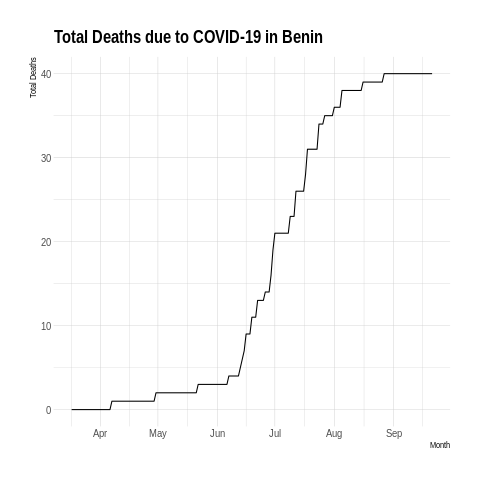 Total Deaths due to COVID-19 in Benin
Total Deaths
40
30
20
10
0
Apr May Jun Jul Aug Sep
Month